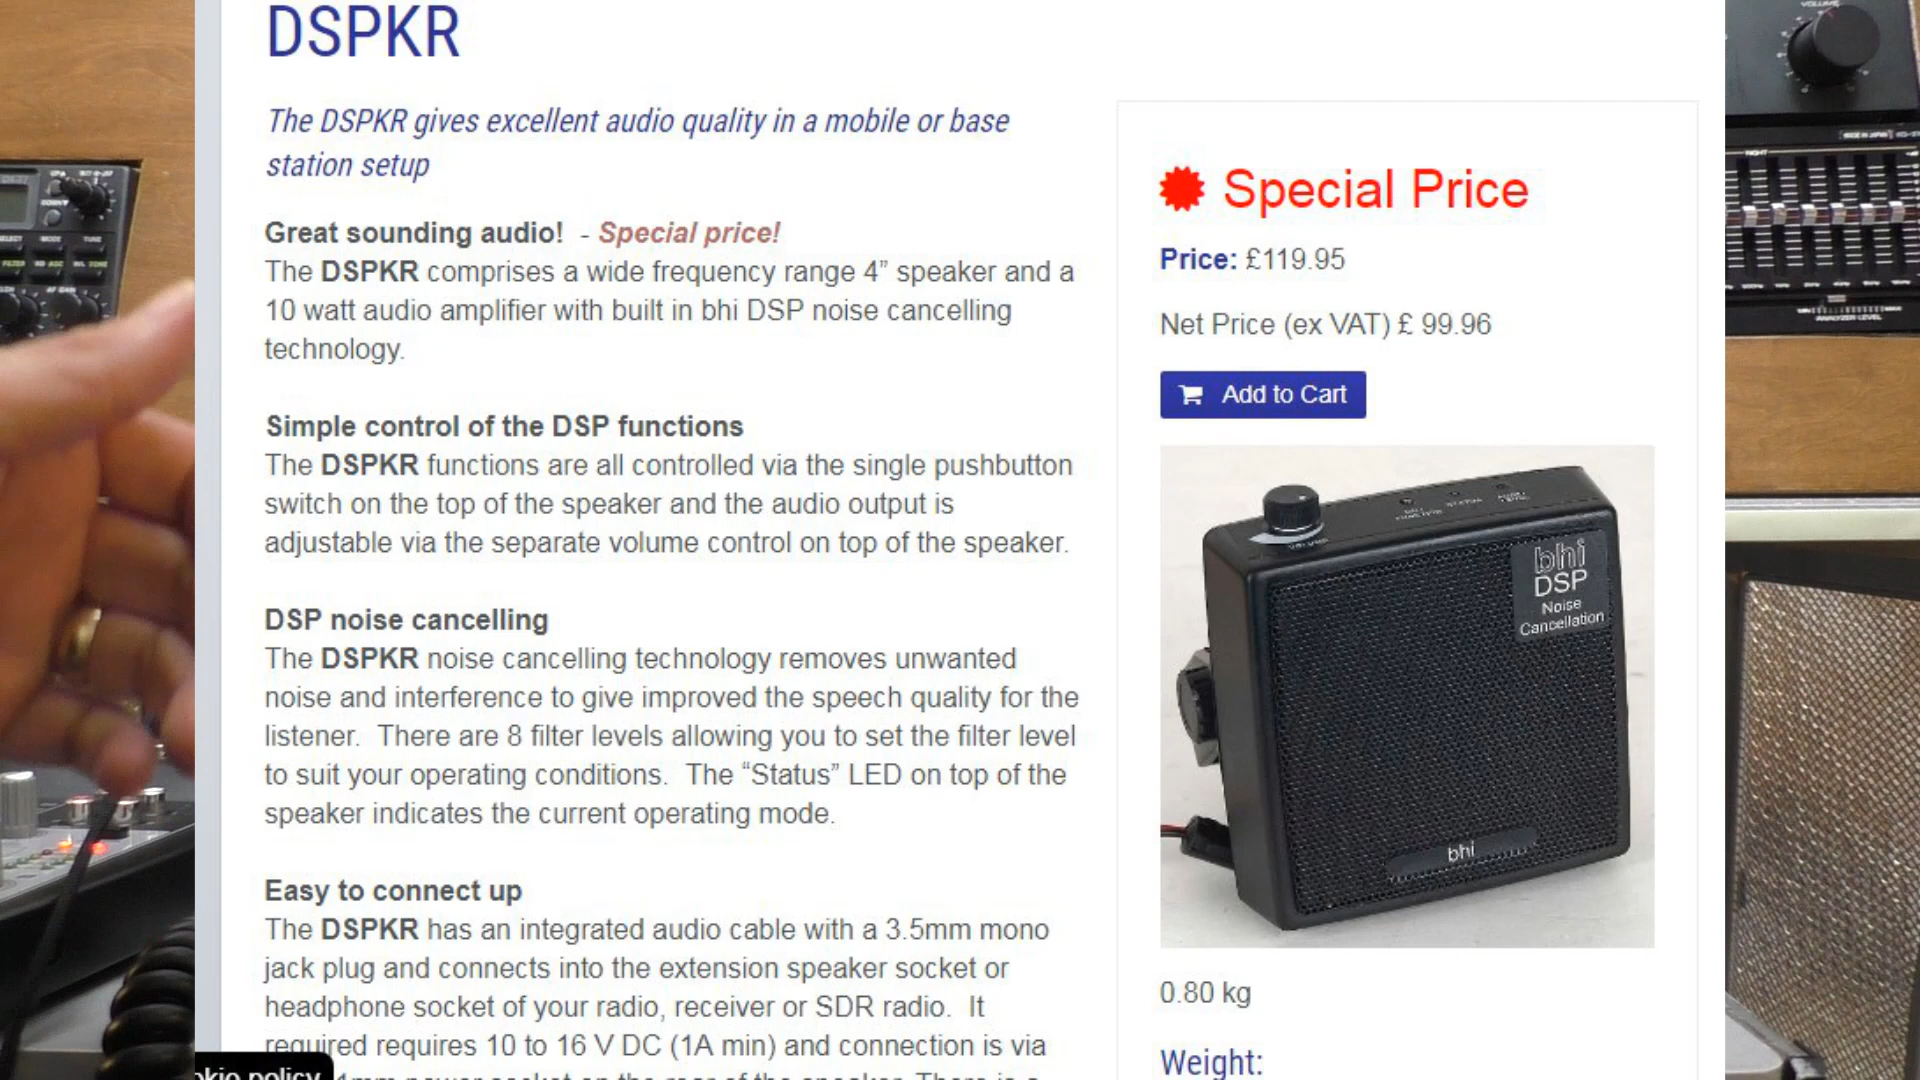 DSPKR
The DSPKR gives excellent audio quality in a mobile or base
station setup
Great sounding audio! - Special price!
The DSPKR comprises a wide frequency range 4” speaker and a
10 watt audio amplifier with built in bhi DSP noise cancelling
technology.
Simple control of the DSP functions
The DSPKR functions are all controlled via the single pushbutton
switch on the top of the speaker and the audio output is
adjustable via the separate volume control on top of the speaker.
DSP noise cancelling
The DSPKR noise cancelling technology removes unwanted
noise and interference to give improved the speech quality for the
listener. There are 8 filter levels allowing you to set the filter level
to suit your operating conditions. The “Status” LED on top of the
speaker indicates the current operating mode.
Easy to connect up
The DSPKR has an integrated audio cable with a 3.5mm mono
jack plug and connects into the extension speaker socket or
headphone socket of your radio, receiver or SDR radio. It
required requires 10 to 16 V DC (1A min) and connection is via
policy
Special Price
Price: £119.95
Net Price (ex VAT) £ 99.96
Add to Cart
bhi
DSP
Noise
Cancellation
bhi
0.80 kg
Weight:
VOLUME